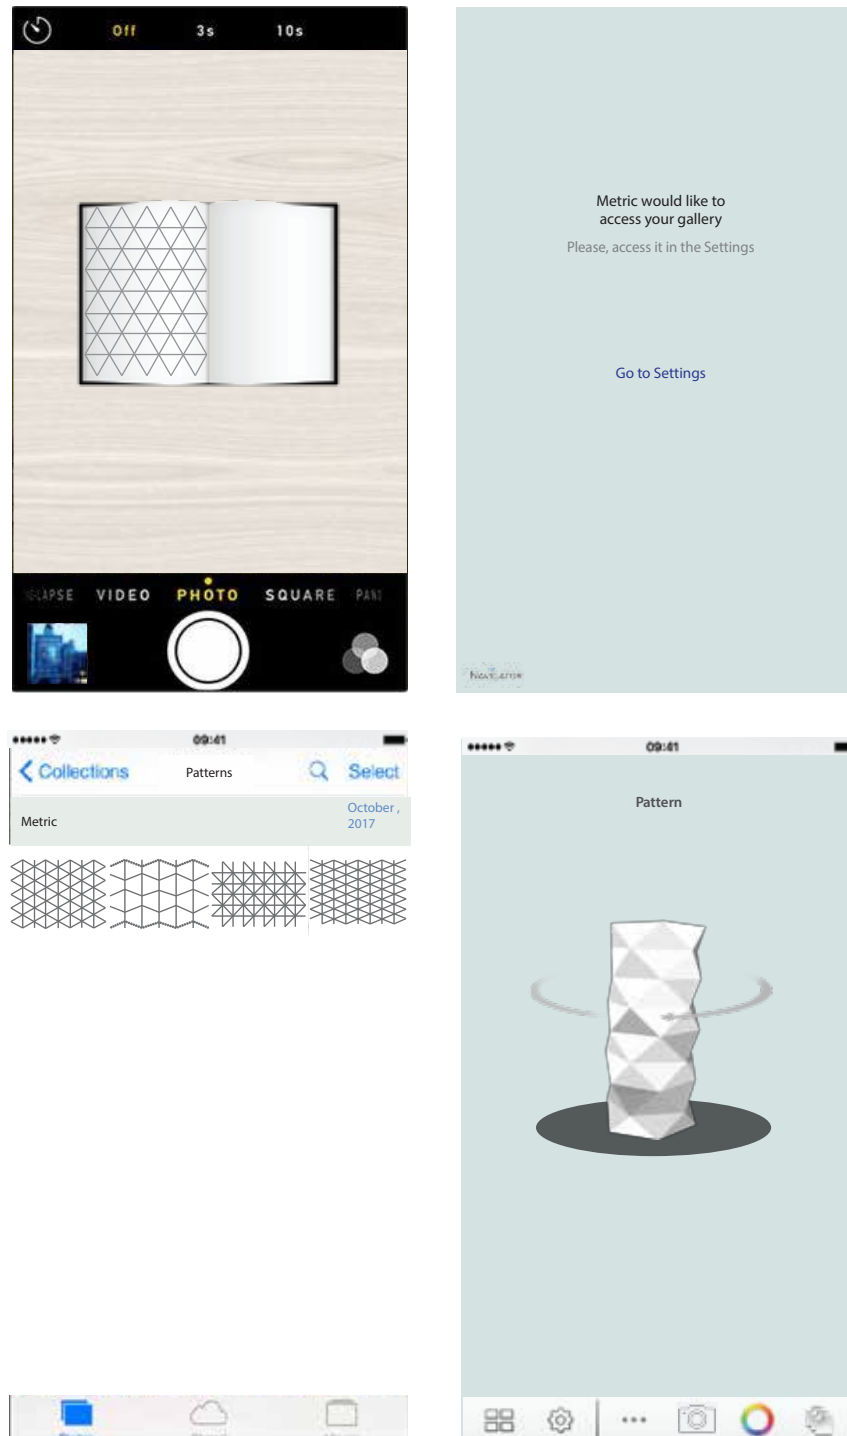 Off 3s 10s
VIDEO PHOTO SQUARE
Metric would like to
access your gallery
Please, access it in the Settings
Go to Settings
09:41
Collections Patterns Select
Metric
October ,
2017
09:41
Pattern